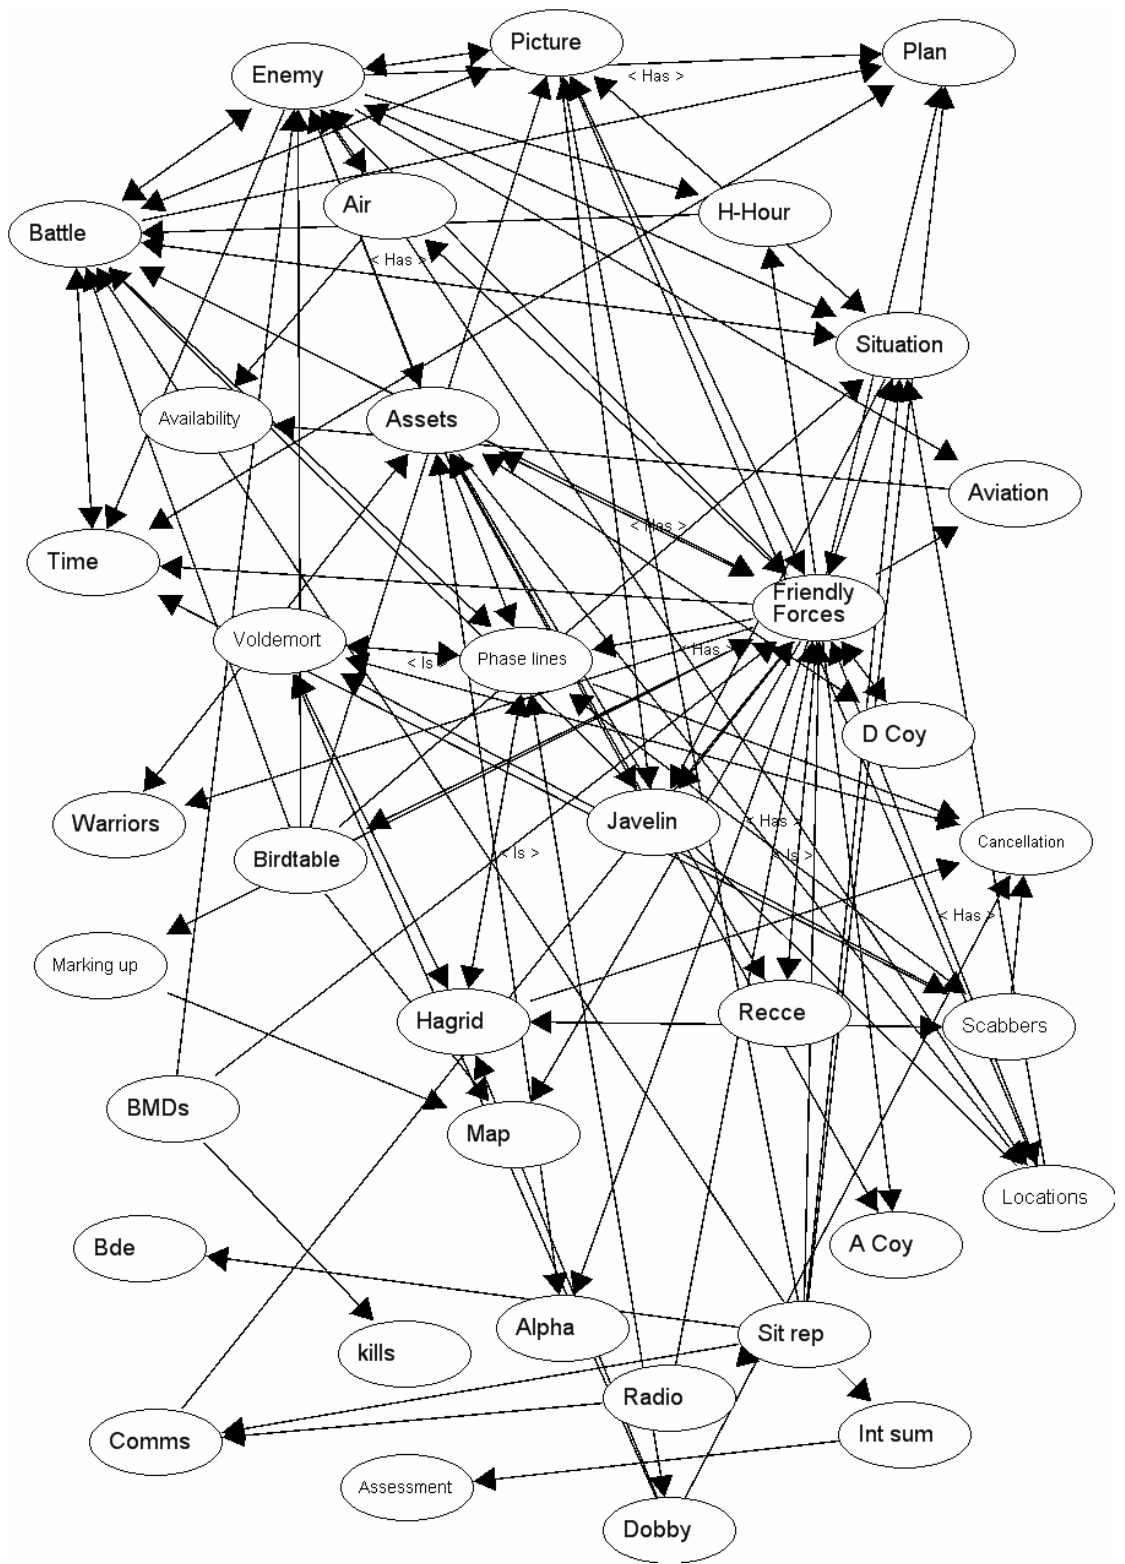 Picture
Plan
Enemy
< Has >
Air
H-Hour
Battle
< Has >
Situation
Availability
Assets
Aviation
< Has >
Time
Friendly
Forces
Voldemort
Phase lines
< Is >
< Has >
D Coy
Warriors
Javelin
< Has >
Birdtable
< Is >
< Is >
Cancellation
< Has >
Marking up
Hagrid
Recce
Scabbers
BMDs
Map
Locations
Bde
A Coy
Alpha
Sit rep
kills
Radio
Comms
Int sum
Assessment
Dobby